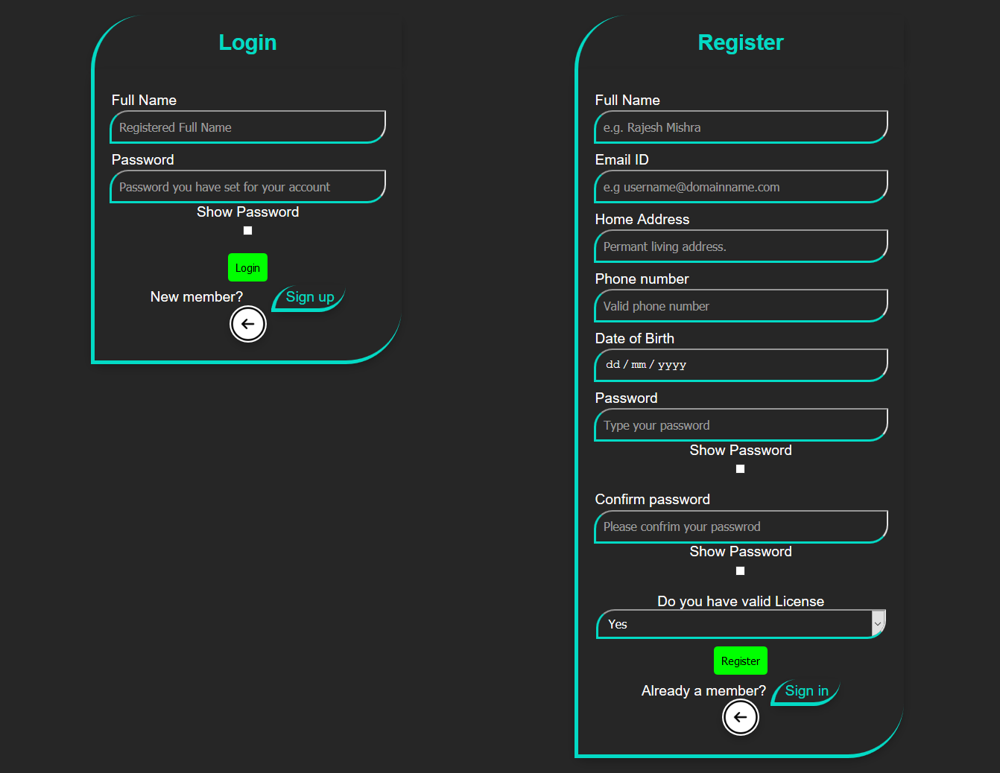 Login
Full Name
Registered Full Name
Password
Password you have set for your account
Show Password
Login
New member? Sign up
Register
Full Name
e.g. Rajesh Mishra
Email ID
e.g username@domainname.com
Home Address
Permant living address.
Phone number
Valid phone number
Date of Birth
dd / mm / yyyy
Password
Type your password
Show Password
Confirm password
Please confrim your passwrod
Show Password
Do you have valid License
Yes
Register
Already a member? Sign in